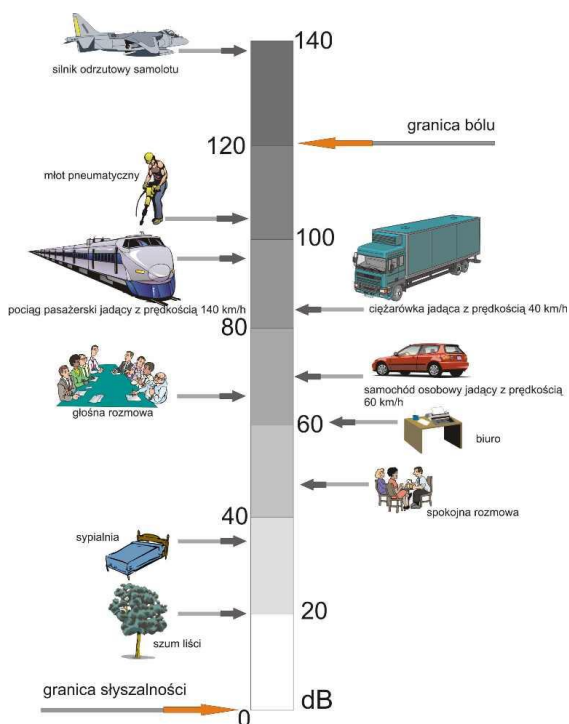 140
silnik odrzutowy samolotu
granica bólu
120
młot pneumatyczny
100
pociąg pasażerski jadący z prędkością 140 km/h
ciężarówka jadąca z prędkością 40 km/h
80
samochód osobowy jadący z prędkością
60 km/h
głośna rozmowa
60
biuro
spokojna rozmowa
40
sypialnia
20
szum liści
granica słyszalności
dB
0